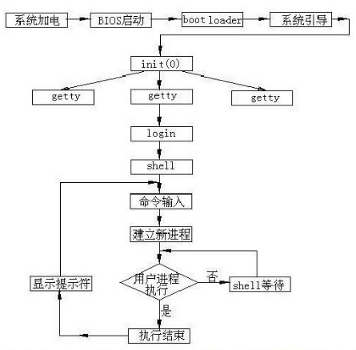 系统加电 BIOS启动 boot loader 系统引导
init(0)
getty getty getty
login
shell
命令输入
建立新进程
用户进程
执行
否
shell等待
显示提示符
是
执行结束